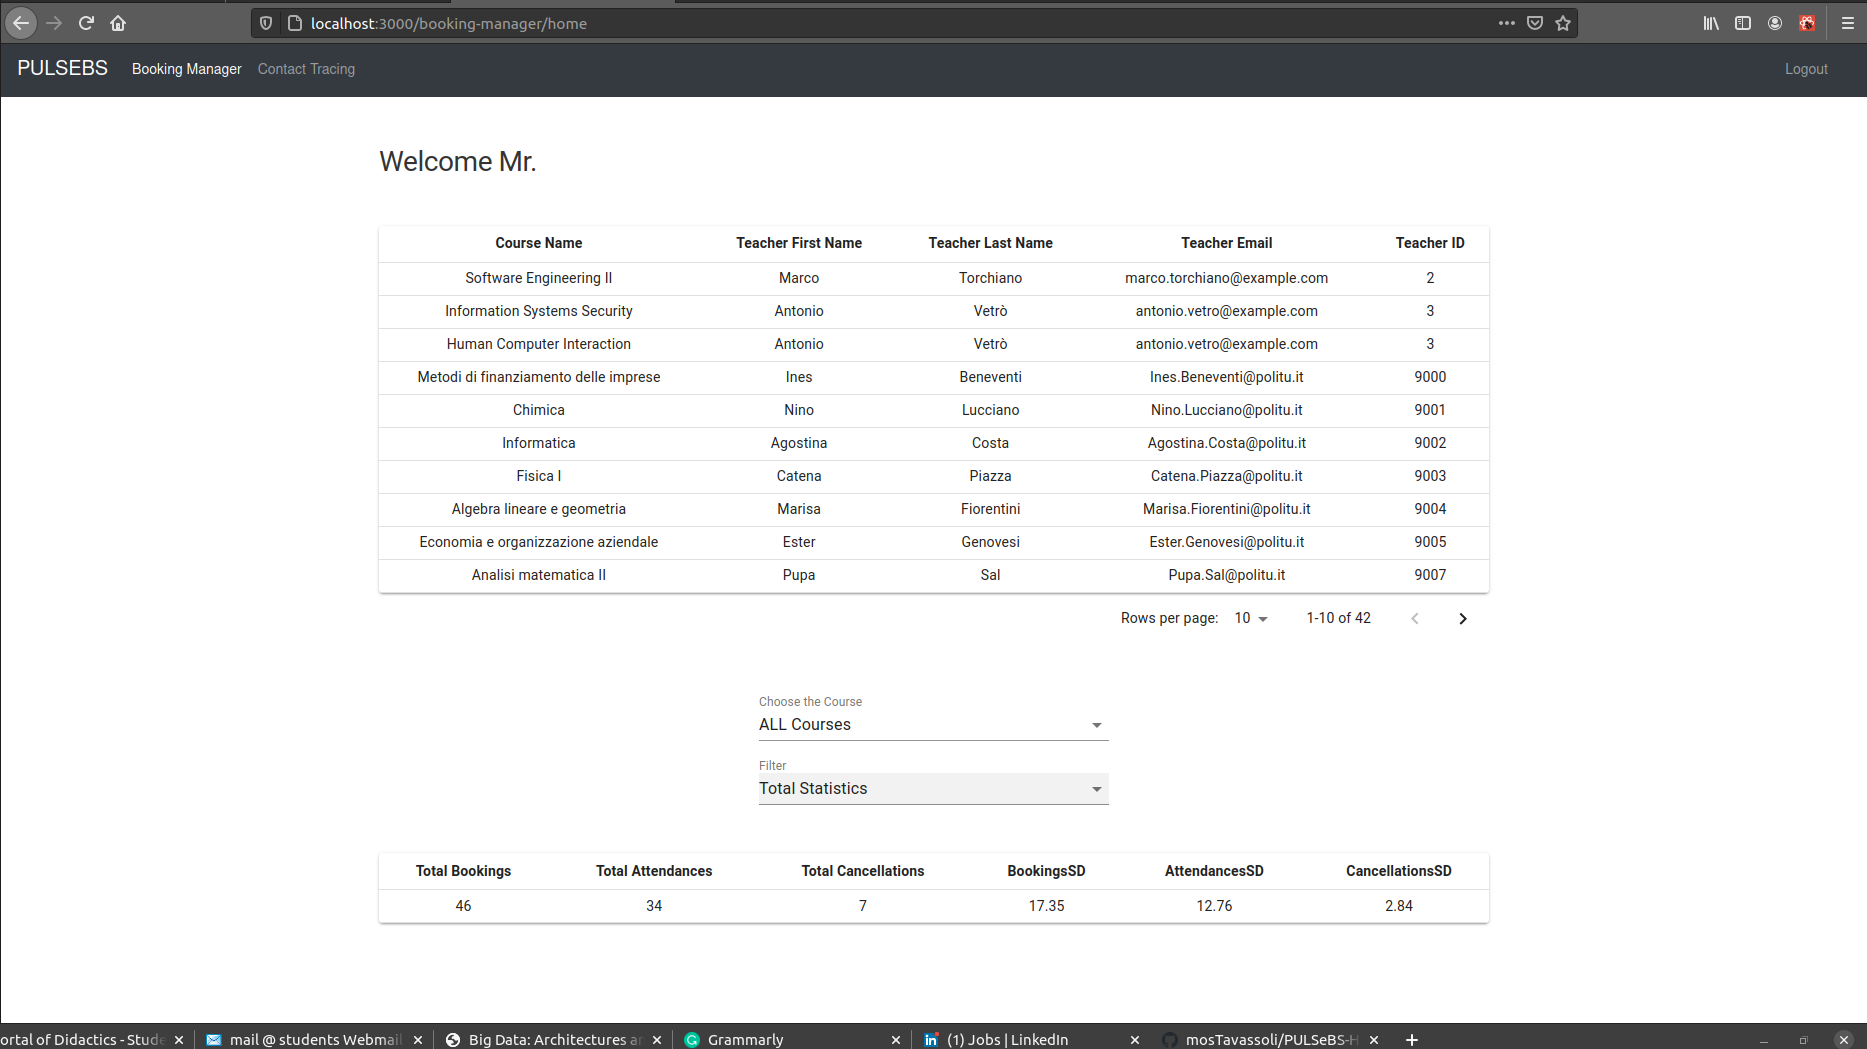 localhost:3000/booking-manager/home
PULSEBS Booking Manager Contact Tracing Logout
Welcome Mr.
Course Name Teacher First Name Teacher Last Name Teacher Email Teacher ID
Software Engineering II Marco Torchiano marco.torchiano@example.com 2
Information Systems Security Antonio Vetrò antonio.vetro@example.com 3
Human Computer Interaction Antonio Vetrò antonio.vetro@example.com 3
Metodi di finanziamento delle imprese Ines Beneventi Ines.Beneventi@politu.it 9000
Chimica Nino Lucciano Nino.Lucciano@politu.it 9001
Informatica Agostina Costa Agostina.Costa@politu.it 9002
Fisica I Catena Piazza Catena.Piazza@politu.it 9003
Algebra lineare e geometria Marisa Fiorentini Marisa.Fiorentini@politu.it 9004
Economia e organizzazione aziendale Ester Genovesi Ester.Genovesi@politu.it 9005
Analisi matematica II Pupa Sal Pupa.Sal@politu.it 9007
Rows per page: 10 1-10 of 42
Choose the Course
ALL Courses
Filter
Total Statistics
Total Bookings Total Attendances Total Cancellations BookingsSD AttendancesSD CancellationsSD
46 34 7 17.35 12.76 2.84
ortal of Didactics - Stude mail @ students Webmail Big Data: Architectures a Grammarly (1) Jobs | LinkedIn mosTavassoli/PULSeBS-H